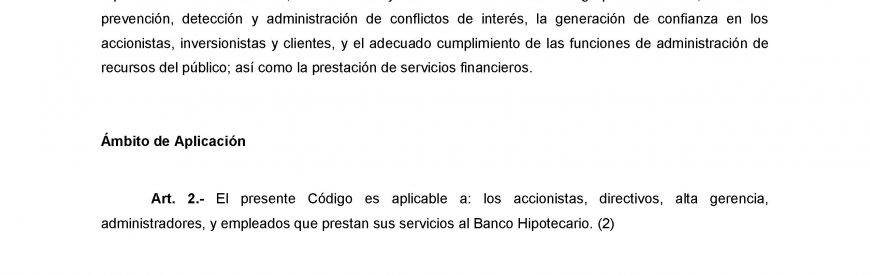 prevención, detección y administración de conflictos de interés, la generación de confianza en los
accionistas, inversionistas y clientes, y el adecuado cumplimiento de las funciones de administración de
recursos del público; así como la prestación de servicios financieros.
Ámbito de Aplicación
Art. 2.- El presente Código es aplicable a: los accionistas, directivos, alta gerencia,
administradores, y empleados que prestan sus servicios al Banco Hipotecario. (2)